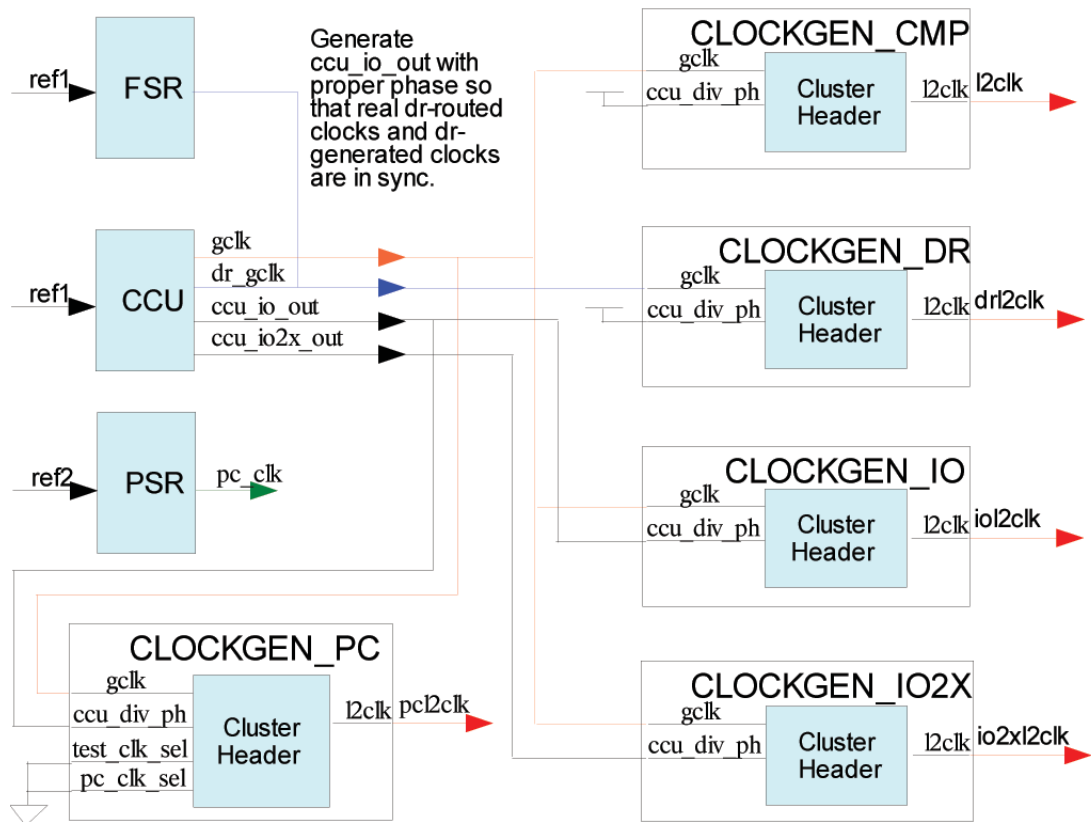 ref1
FSR
Generate
ccu_io_out with
proper phase so
that real dr-routed
clocks and dr-
generated clocks
are in sync.
ref1
CCU
gclk
dr_gclk
ccu_io_out
ccu_io2x_out
ref2
PSR
pc_clk
CLOCKGEN_PC
gclk
ccu_div_ph
test_clk_sel
pc_clk_sel
Cluster
Header
l2clk
pcl2clk
CLOCKGEN_CMP
gclk
ccu_div_ph
Cluster
Header
l2clk
l2clk
CLOCKGEN_DR
gclk
ccu_div_ph
Cluster
Header
l2clk
drl2clk
CLOCKGEN_IO
gclk
ccu_div_ph
Cluster
Header
l2clk
iol2clk
CLOCKGEN_IO2X
gclk
ccu_div_ph
Cluster
Header
l2clk
io2xl2clk